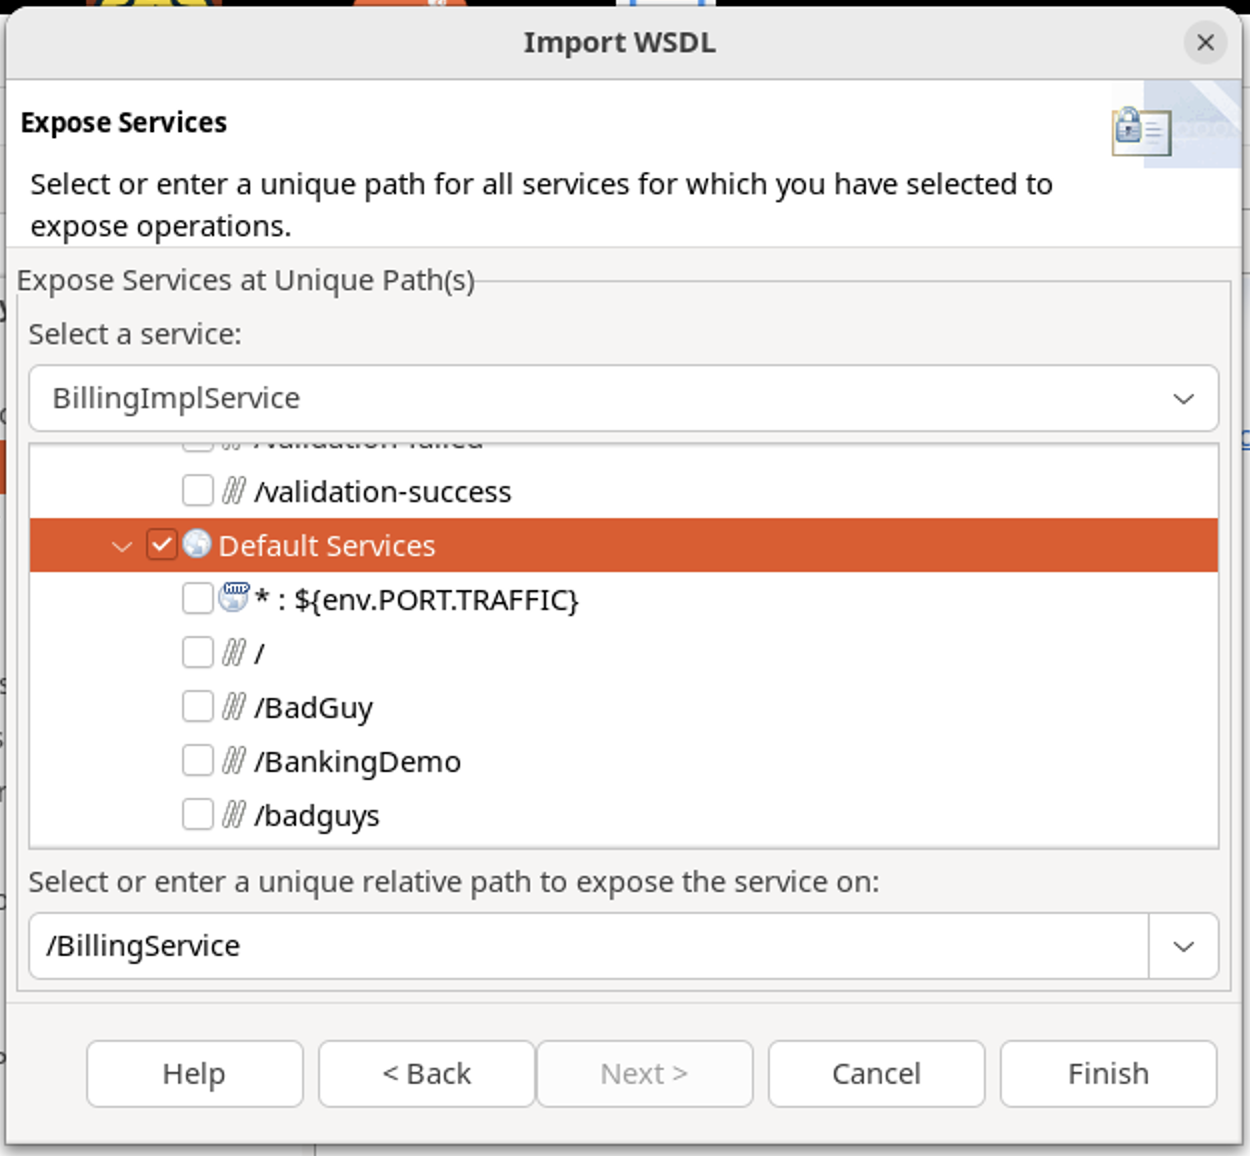 Import WSDL
Expose Services
Select or enter a unique path for all services for which you have selected to
expose operations.
Expose Services at Unique Path(s)
Select a service:
BillingImplService
/validation-success
Default Services
* : ${env.PORT.TRAFFIC}
/
/BadGuy
/BankingDemo
/badguys
Select or enter a unique relative path to expose the service on:
/BillingService
Help
< Back
Next >
Cancel
Finish